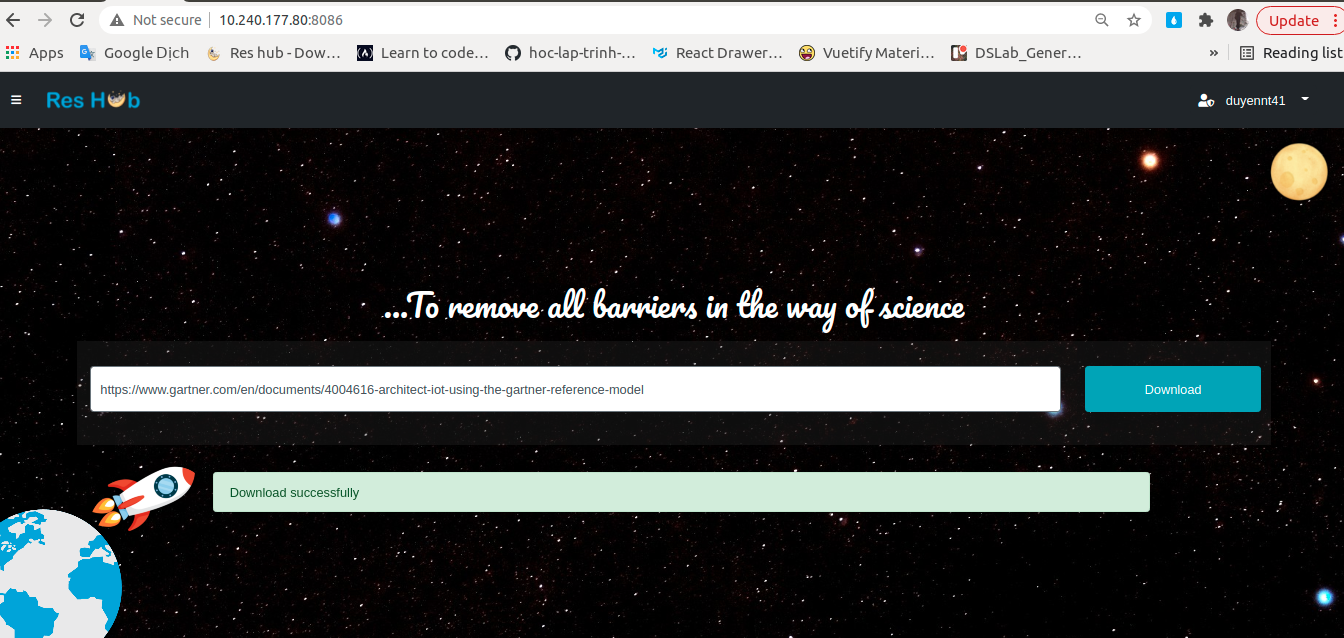 Not secure 10.240.177.80:8086
Update
Apps Google Dịch Res hub - Dow... Learn to code... hoc-lap-trinh-... React Drawer... Vuetify Materi... DSLab_Gener... » Reading list
Res Hub duyennt41
...To remove all barriers in the way of science
https://www.gartner.com/en/documents/4004616-architect-iot-using-the-gartner-reference-model Download
Download successfully